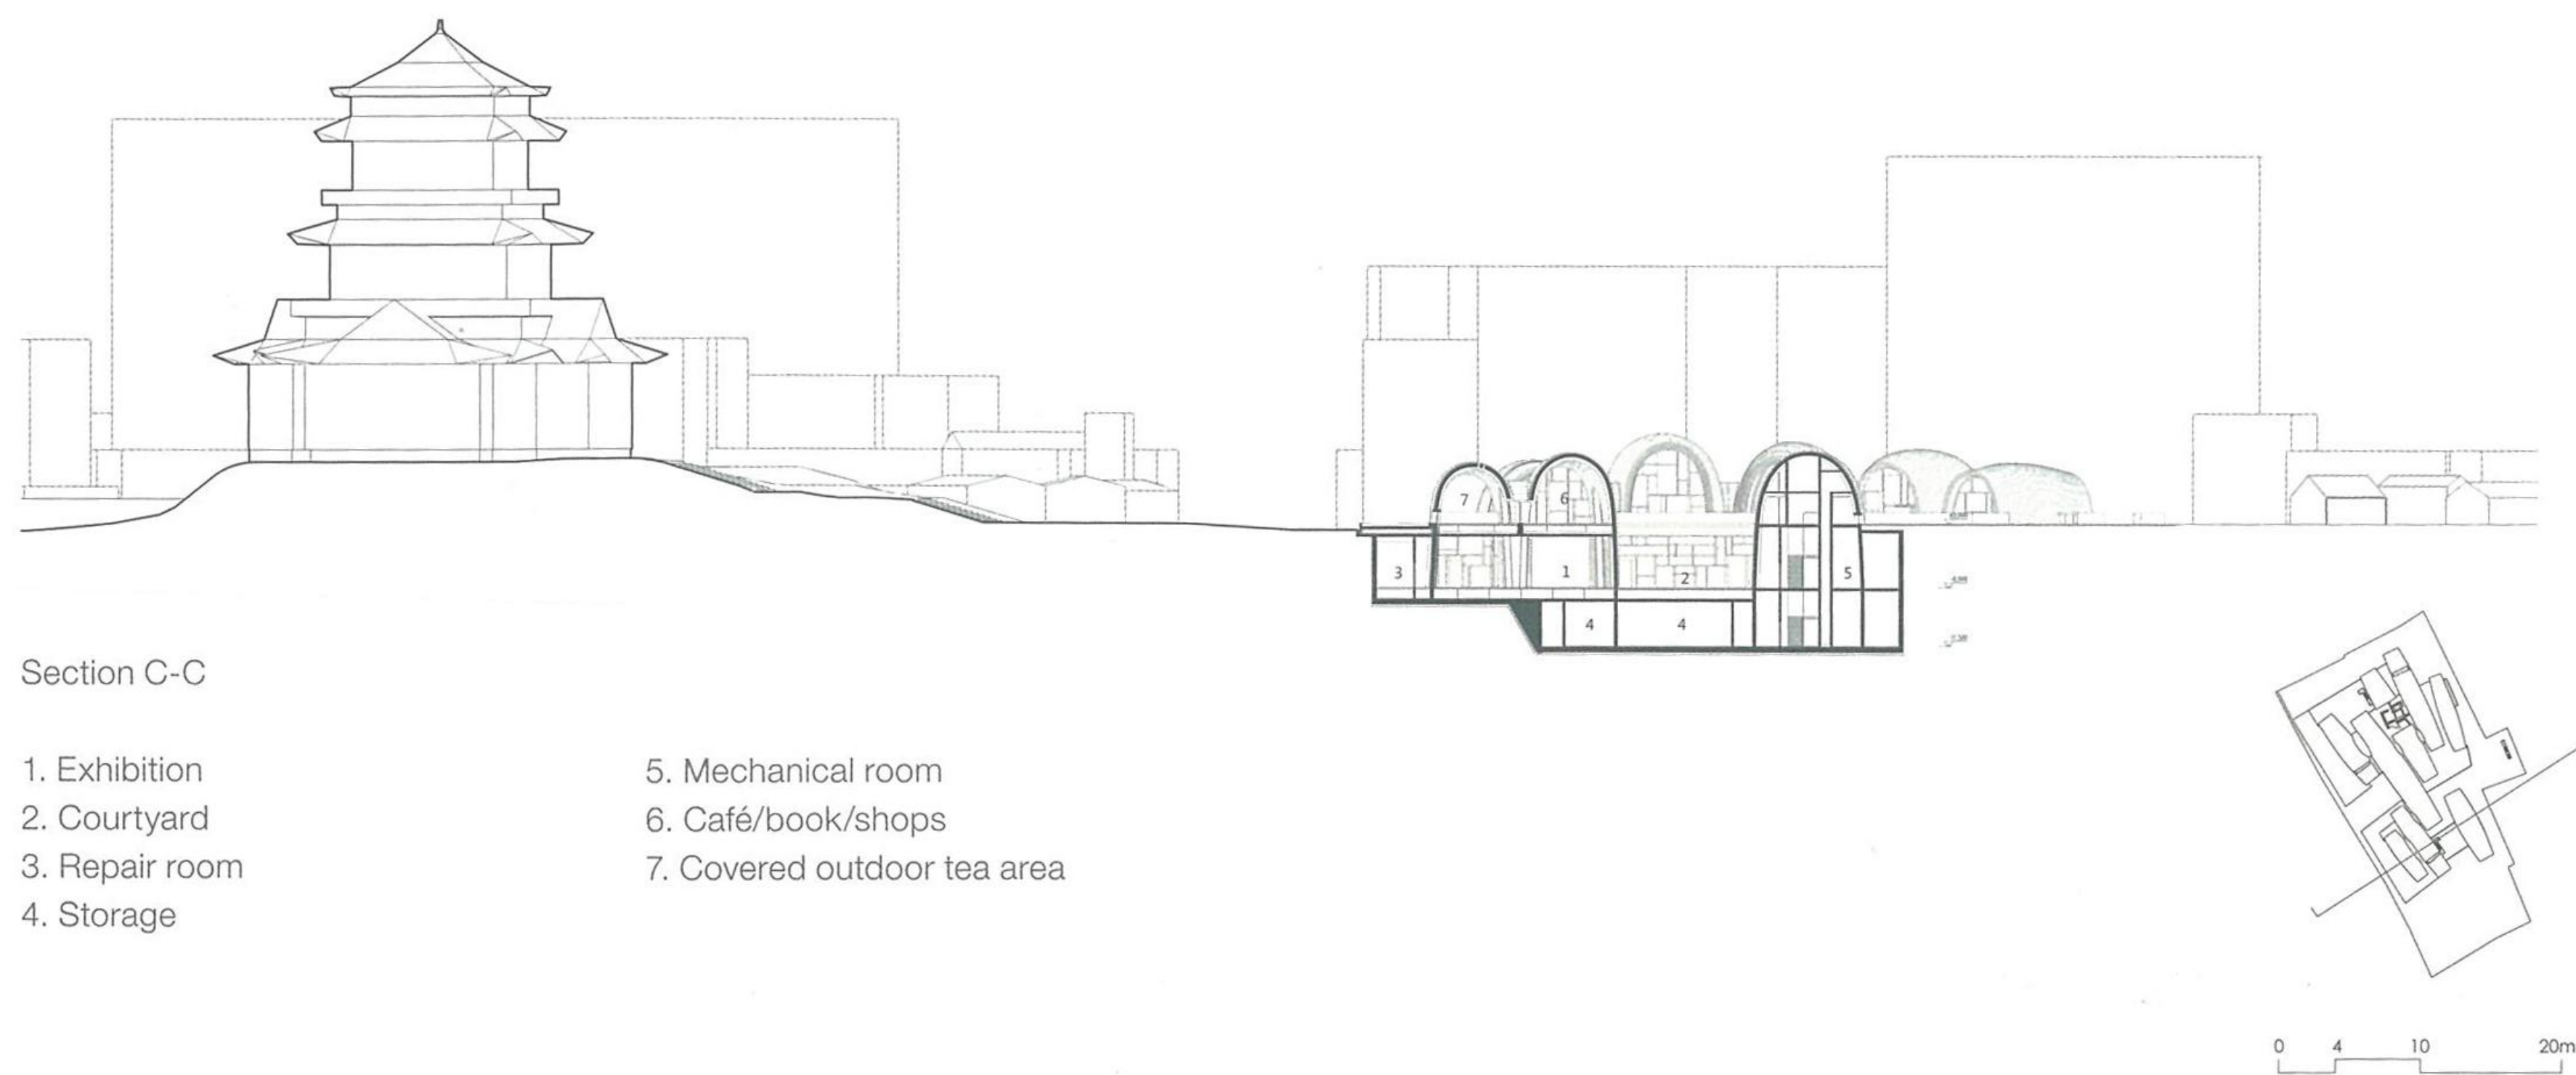 7
6
3
1
2
5
4
4
Section C-C
1. Exhibition
2. Courtyard
3. Repair room
4. Storage
5. Mechanical room
6. Café/book/shops
7. Covered outdoor tea area
0 4 10 20m